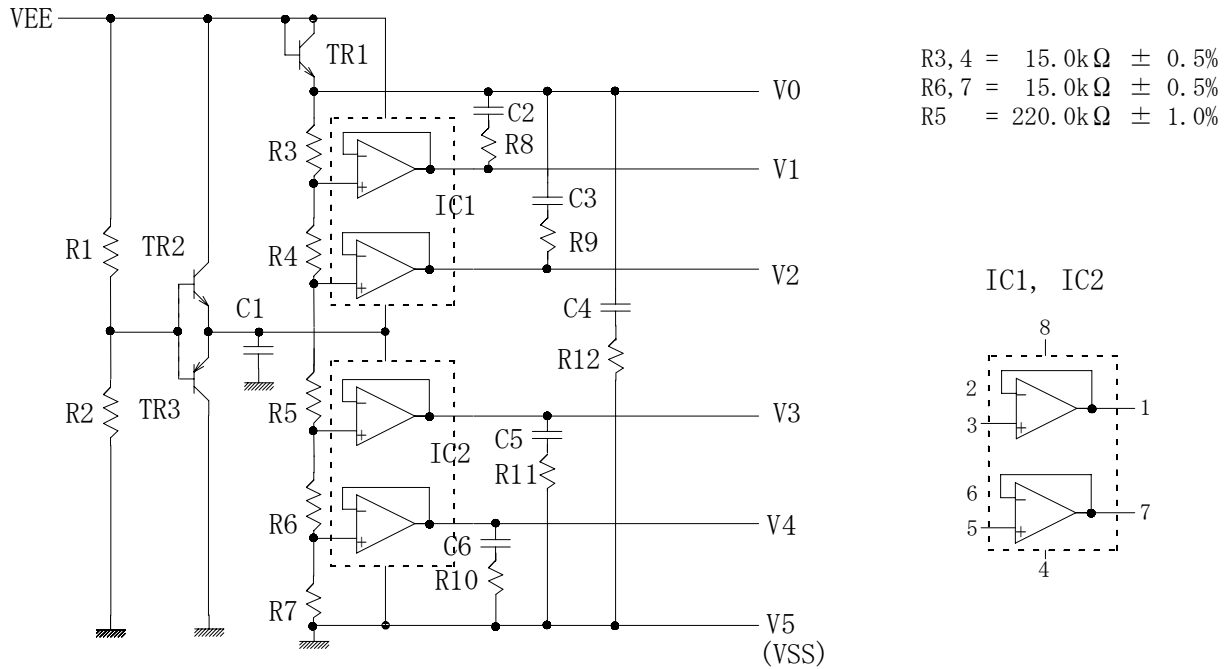 VEE
TR1
R3,4 = 15.0kΩ ± 0.5%
R6,7 = 15.0kΩ ± 0.5%
R5 = 220.0kΩ ± 1.0%
V0
C2
R3
R8
V1
IC1
C3
R1
TR2
R4
R9
V2
IC1, IC2
C1
C4
8
R12
2
1
3
R2
TR3
R5
V3
IC2
C5
R11
6
7
5
R6
V4
C6
4
R10
R7
V5
(VSS)